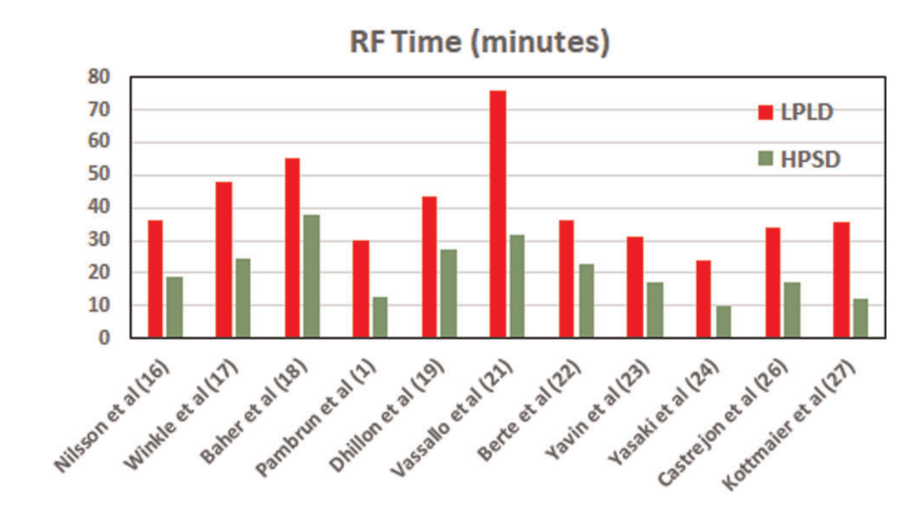 RF Time (minutes)
80
70
60
50
40
30
20
10
0
LPLD
HPSD
Nilsson et al (16)
Winkle et al (17)
Baher et al (18)
Pambrun et al (1)
Dhillon et al (19)
Vassallo et al (21)
Berte et al (22)
Yavin et al (23)
Yasaki et al (24)
Castrejon et al (26)
Kottmaier et al (27)